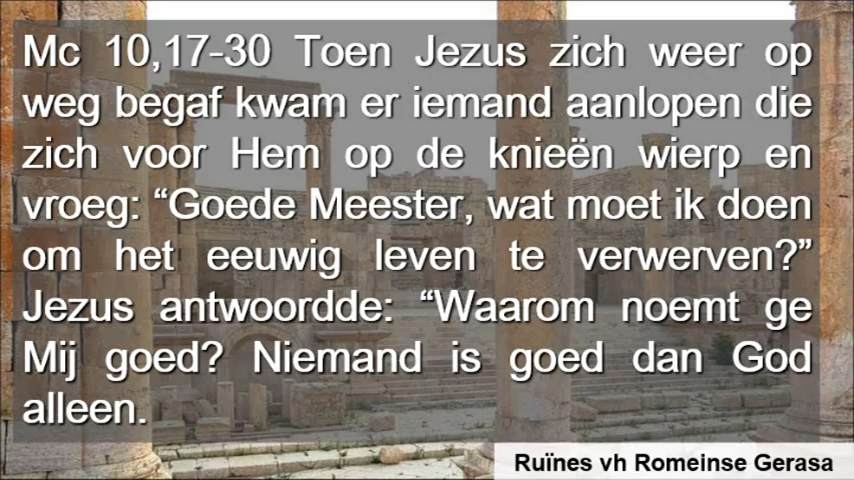 Mc 10,17-30 Toen Jezus zich weer op
weg begaf kwam er iemand aanlopen die
zich voor Hem op de knieën wierp en
vroeg: “Goede Meester, wat moet ik doen
om het eeuwig leven te verwerven?”
Jezus antwoordde: “Waarom noemt ge
Mij goed? Niemand is goed dan God
alleen.
Ruïnes vh Romeinse Gerasa